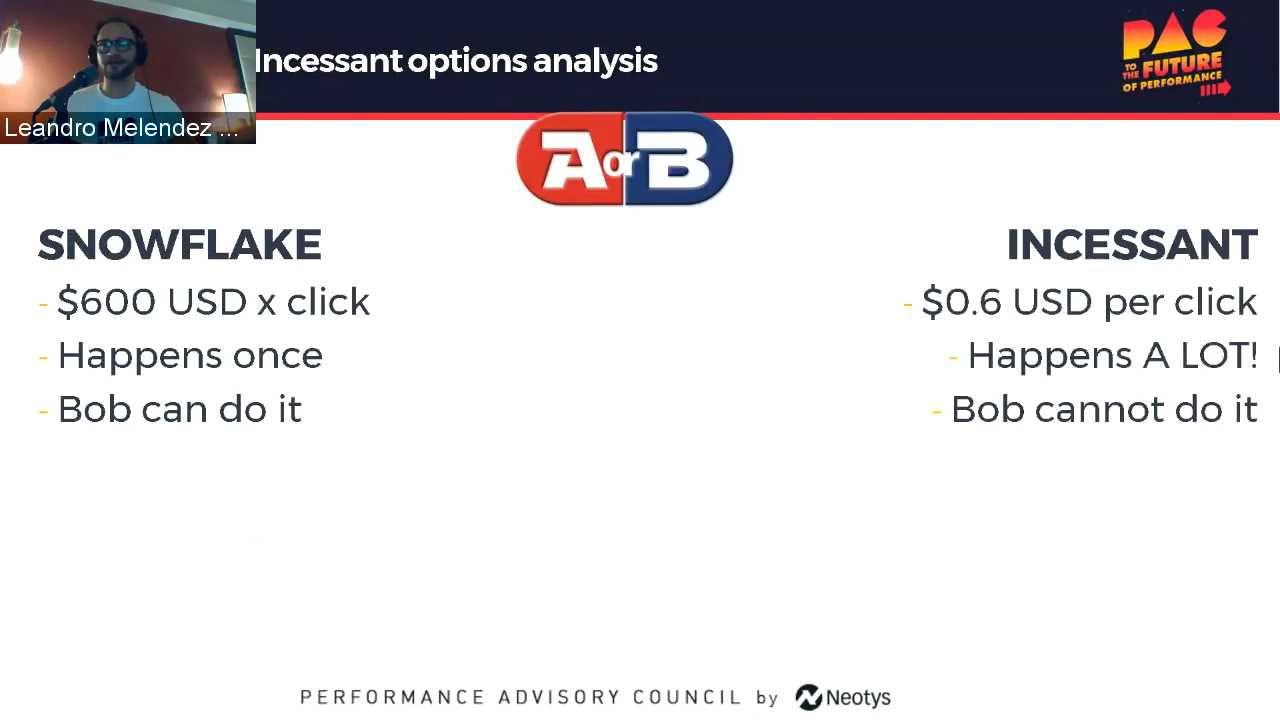 Incessant options analysis
PAC
TO THE FUTURE
OF PERFORMANCE
Leandro Melendez ...
A or B
SNOWFLAKE
- $600 USD x click
- Happens once
- Bob can do it
INCESSANT
- $0.6 USD per click
- Happens A LOT!
- Bob cannot do it
PERFORMANCE ADVISORY COUNCIL by Neotys